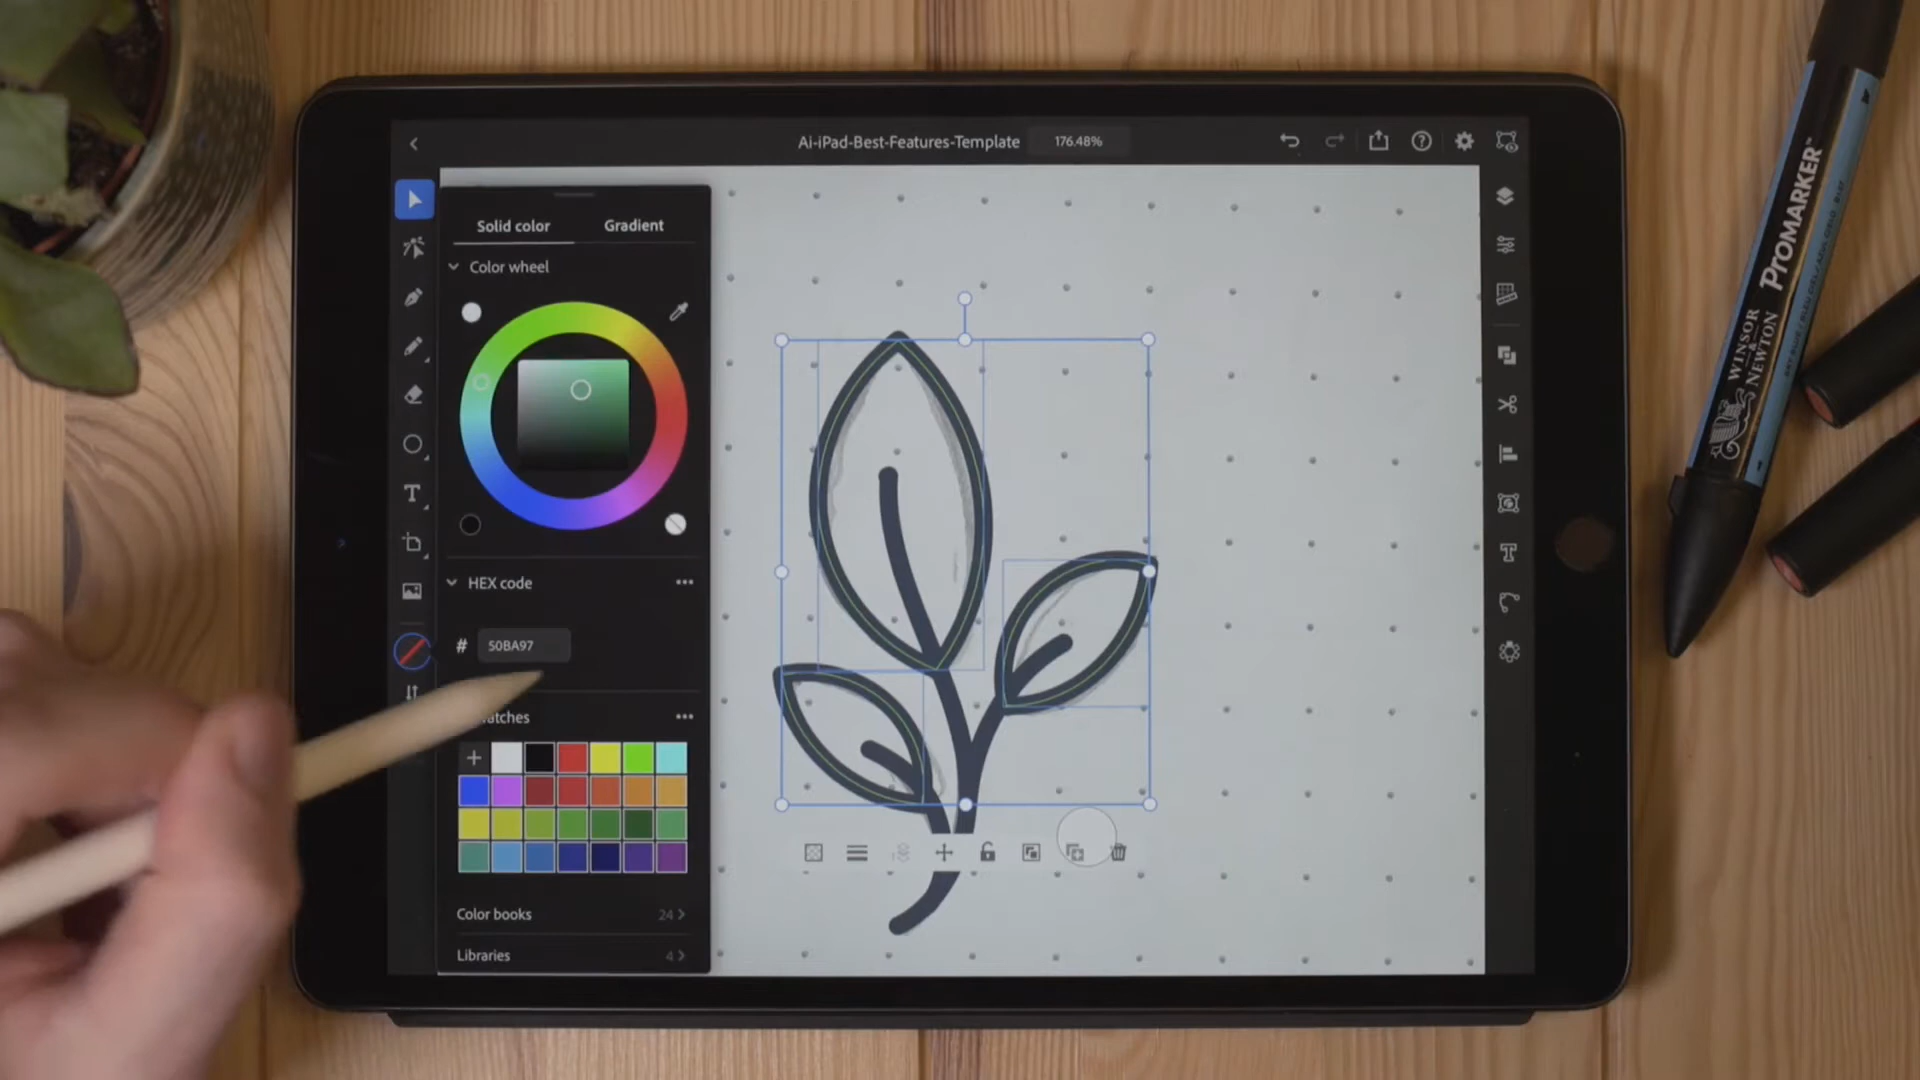 Ai-iPad-Best-Features-Template 176.48%
Solid color Gradient
Color wheel
HEX code
# 50BA97
atches
Color books 24
Libraries 4
PROMARKER™
WINSOR
& NEWTON